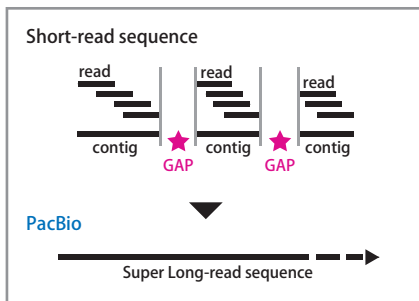 Short-read sequence
read read read
contig contig contig
GAP GAP
PacBio
Super Long-read sequence